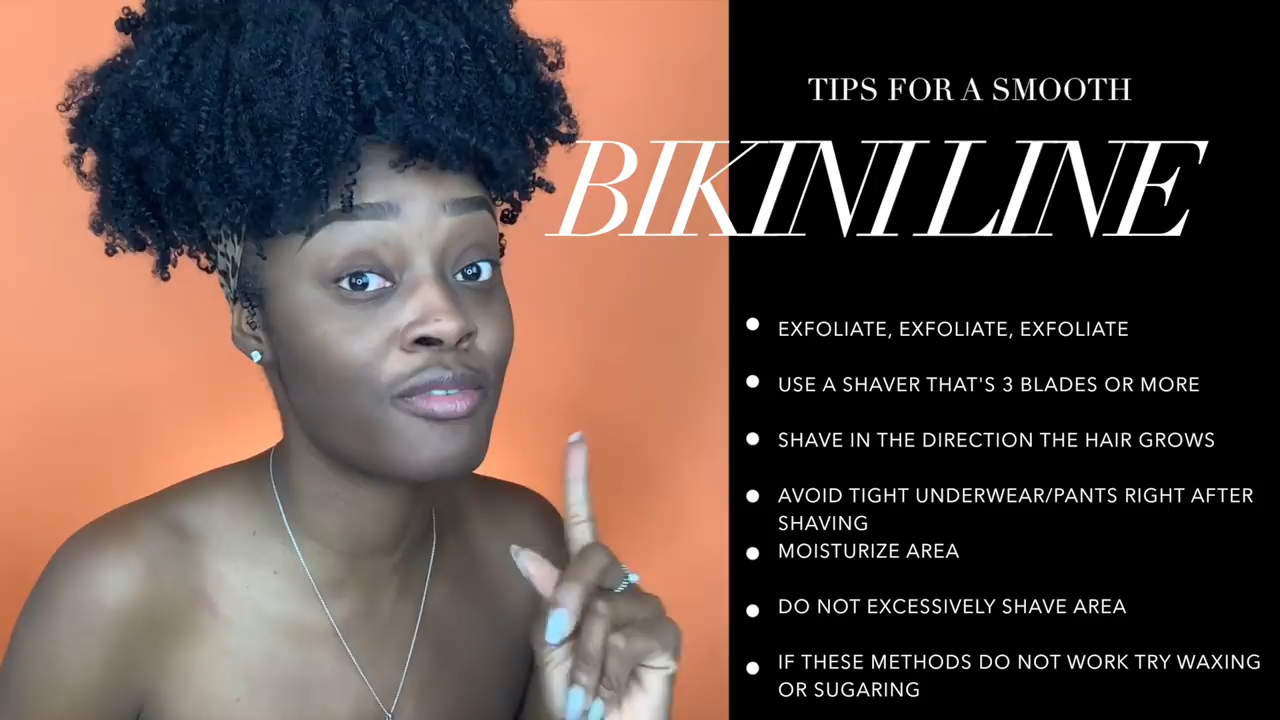 TIPS FOR A SMOOTH
BIKINI LINE
EXFOLIATE, EXFOLIATE, EXFOLIATE
USE A SHAVER THAT'S 3 BLADES OR MORE
SHAVE IN THE DIRECTION THE HAIR GROWS
AVOID TIGHT UNDERWEAR/PANTS RIGHT AFTER
SHAVING
MOISTURIZE AREA
DO NOT EXCESSIVELY SHAVE AREA
IF THESE METHODS DO NOT WORK TRY WAXING
OR SUGARING